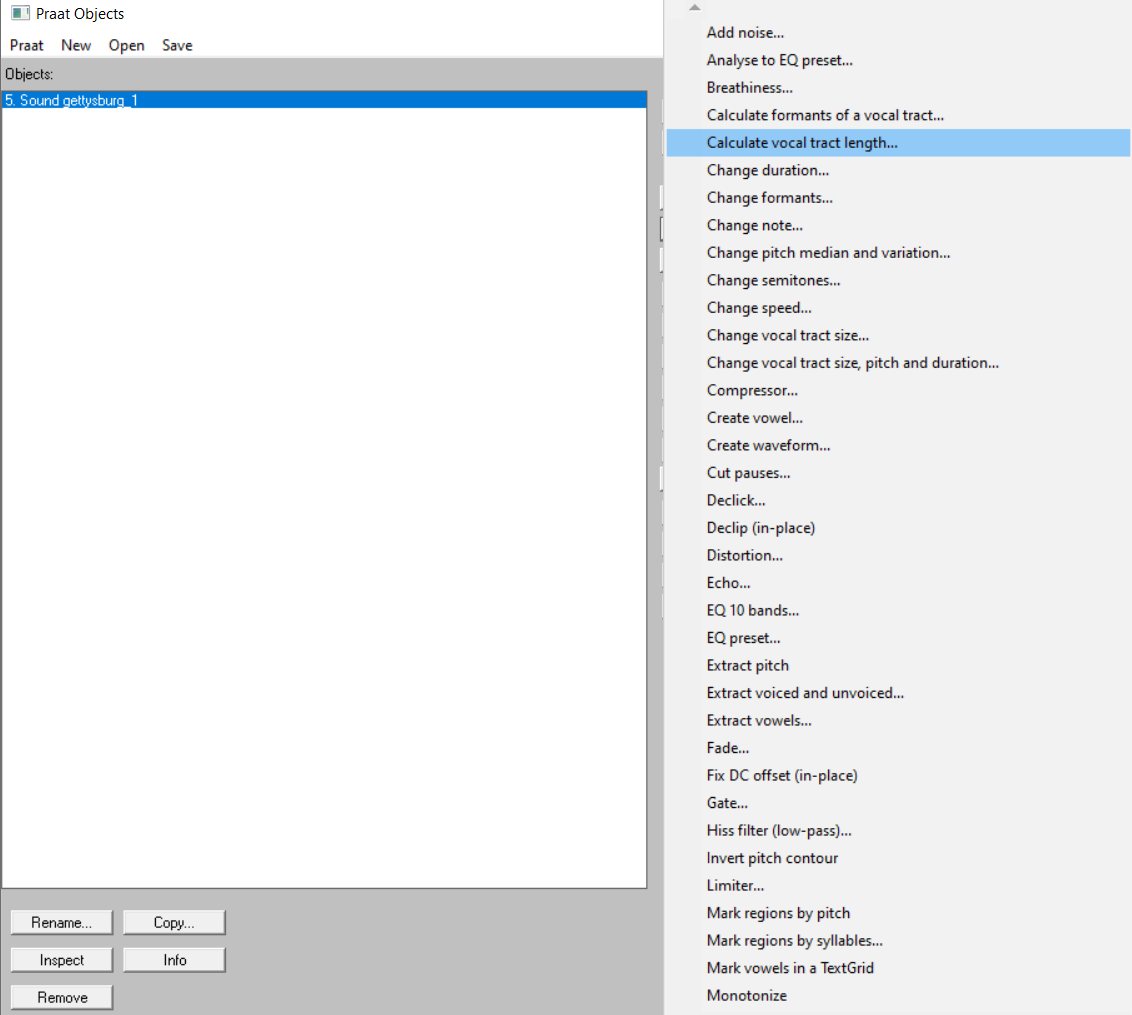 Praat Objects
Praat New Open Save
Objects:
5. Sound gettysburg_1
Rename... Copy...
Inspect Info
Remove
Add noise...
Analyse to EQ preset...
Breathiness...
Calculate formants of a vocal tract...
Calculate vocal tract length...
Change duration...
Change formants...
Change note...
Change pitch median and variation...
Change semitones...
Change speed...
Change vocal tract size...
Change vocal tract size, pitch and duration...
Compressor...
Create vowel...
Create waveform...
Cut pauses...
Declick...
Declip (in-place)
Distortion...
Echo...
EQ 10 bands...
EQ preset...
Extract pitch
Extract voiced and unvoiced...
Extract vowels...
Fade...
Fix DC offset (in-place)
Gate...
Hiss filter (low-pass)...
Invert pitch contour
Limiter...
Mark regions by pitch
Mark regions by syllables...
Mark vowels in a TextGrid
Monotonize